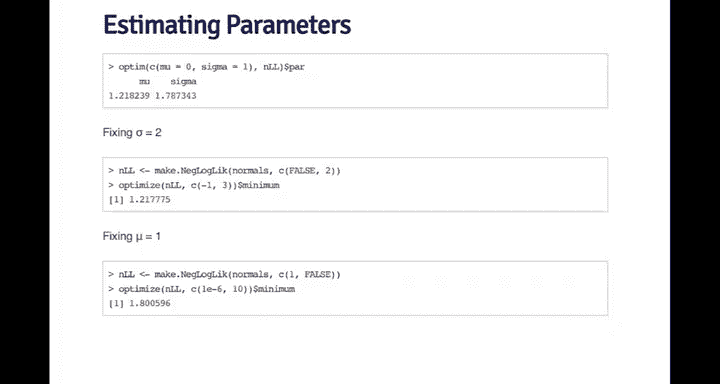 Estimating Parameters
> optim(c(mu = 0, sigma = 1), nLL)$par
mu sigma
1.218239 1.787343
Fixing σ = 2
> nLL <- make.NegLogLik(normals, c(FALSE, 2))
> optimize(nLL, c(-1, 3))$minimum
[1] 1.217775
Fixing μ = 1
> nLL <- make.NegLogLik(normals, c(1, FALSE))
> optimize(nLL, c(1e-6, 10))$minimum
[1] 1.800596